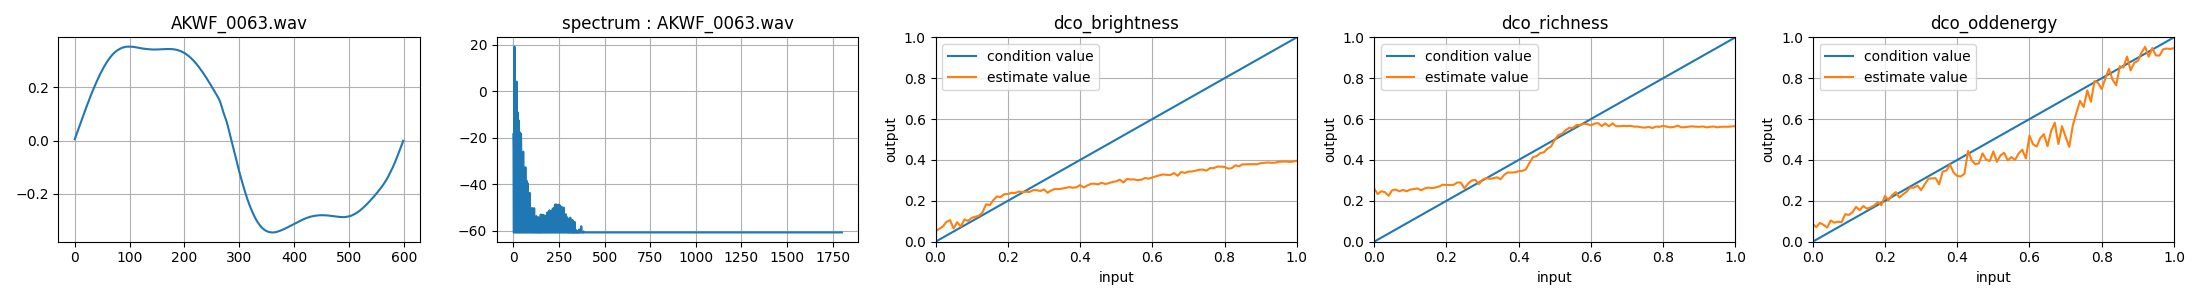 AKWF_0063.wav
0.2
0.0
−0.2
0 100 200 300 400 500 600
spectrum : AKWF_0063.wav
20
0
−20
−40
−60
0 250 500 750 1000 1250 1500 1750
dco_brightness
condition value
estimate value
output
1.0
0.8
0.6
0.4
0.2
0.0
0.0 0.2 0.4 0.6 0.8 1.0
input
dco_richness
condition value
estimate value
output
1.0
0.8
0.6
0.4
0.2
0.0
0.0 0.2 0.4 0.6 0.8 1.0
input
dco_oddenergy
condition value
estimate value
output
1.0
0.8
0.6
0.4
0.2
0.0
0.0 0.2 0.4 0.6 0.8 1.0
input